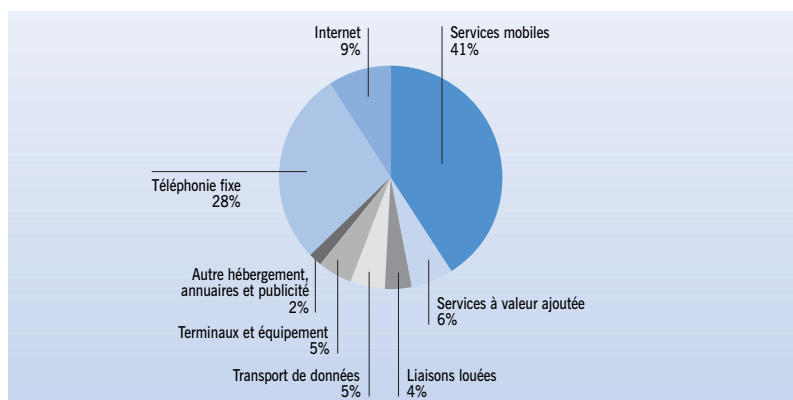 Internet
9%
Services mobiles
41%
Téléphonie fixe
28%
Autre hébergement,
annuaires et publicité
2%
Services à valeur ajoutée
6%
Terminaux et équipement
5%
Transport de données
5%
Liaisons louées
4%